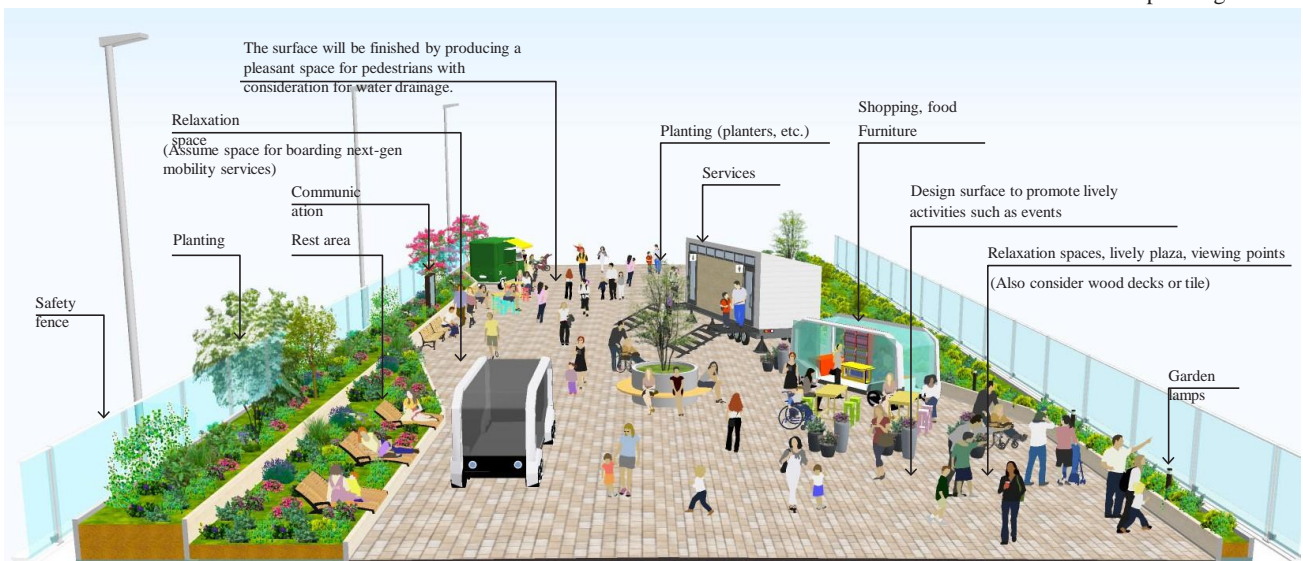 The surface will be finished by producing a
pleasant space for pedestrians with
consideration for water drainage.
Relaxation
space
(Assume space for boarding next-gen
mobility services)
Communic
ation
Planting
Rest area
Safety
fence
Planting (planters, etc.)
Services
Shopping, food
Furniture
Design surface to promote lively
activities such as events
Relaxation spaces, lively plaza, viewing points
(Also consider wood decks or tile)
Garden
lamps